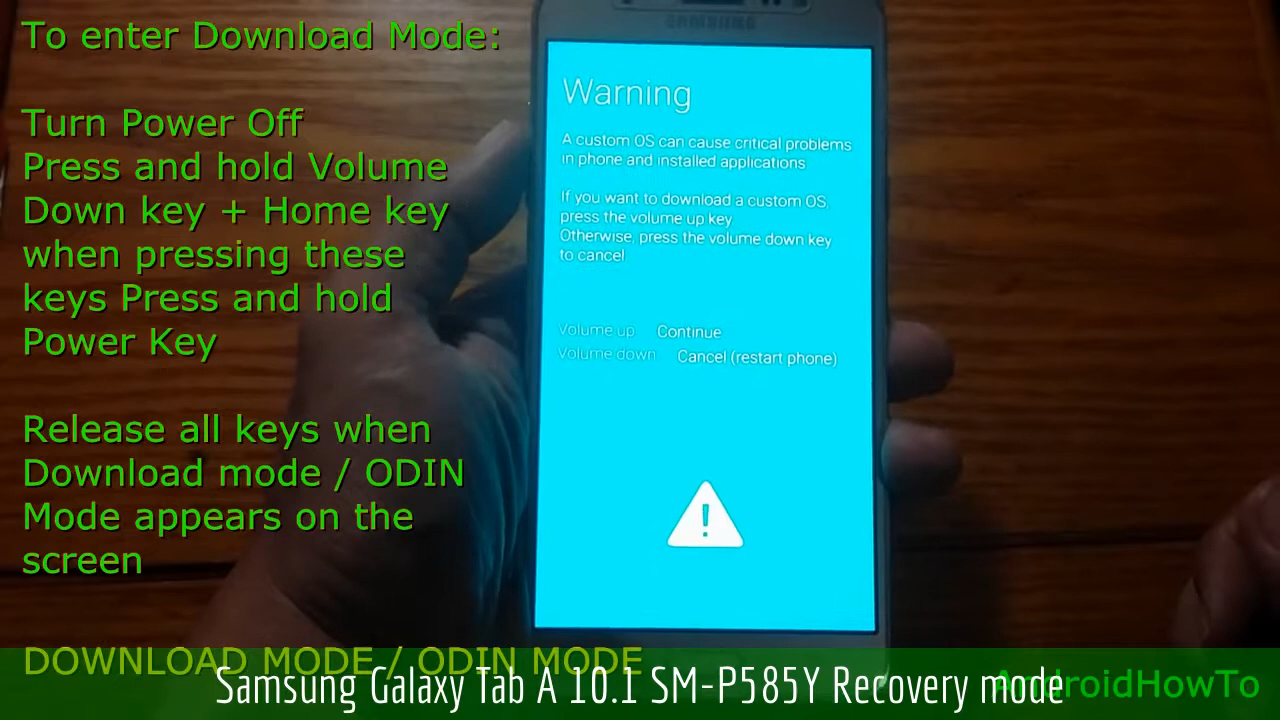 To enter Download Mode:
Turn Power Off
Press and hold Volume
Down key + Home key
when pressing these
keys Press and hold
Power Key
Release all keys when
Download mode / ODIN
Mode appears on the
screen
DOWNLOAD MODE / ODIN MODE
SAMSUNG
Warning
A custom OS can cause critical problems
in phone and installed applications
If you want to download a custom OS,
press the volume up key.
Otherwise, press the volume down key
to cancel
Volume up Continue
Volume down Cancel (restart phone)
Samsung Galaxy Tab A 10.1 SM-P585Y Recovery mode
AndroidHowTo